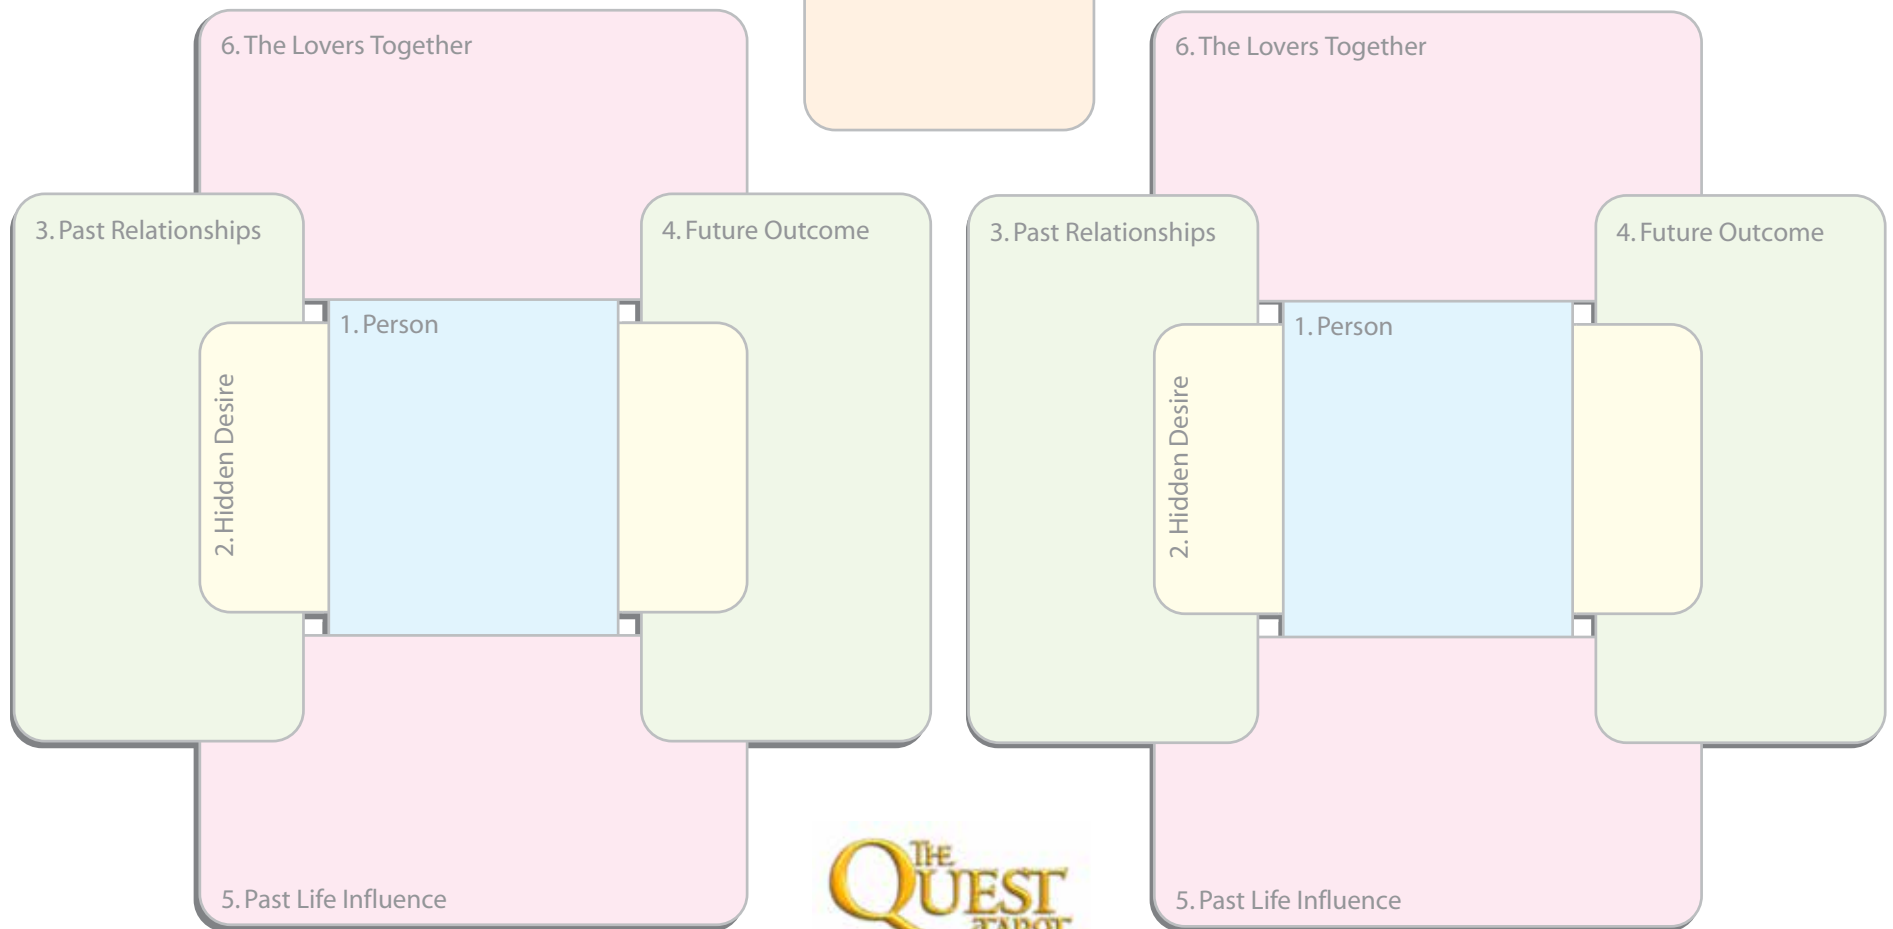 6. The Lovers Together
3. Past Relationships
4. Future Outcome
1. Person
2. Hidden Desire
5. Past Life Influence
6. The Lovers Together
3. Past Relationships
4. Future Outcome
1. Person
2. Hidden Desire
5. Past Life Influence
THE
QUEST
TAROT